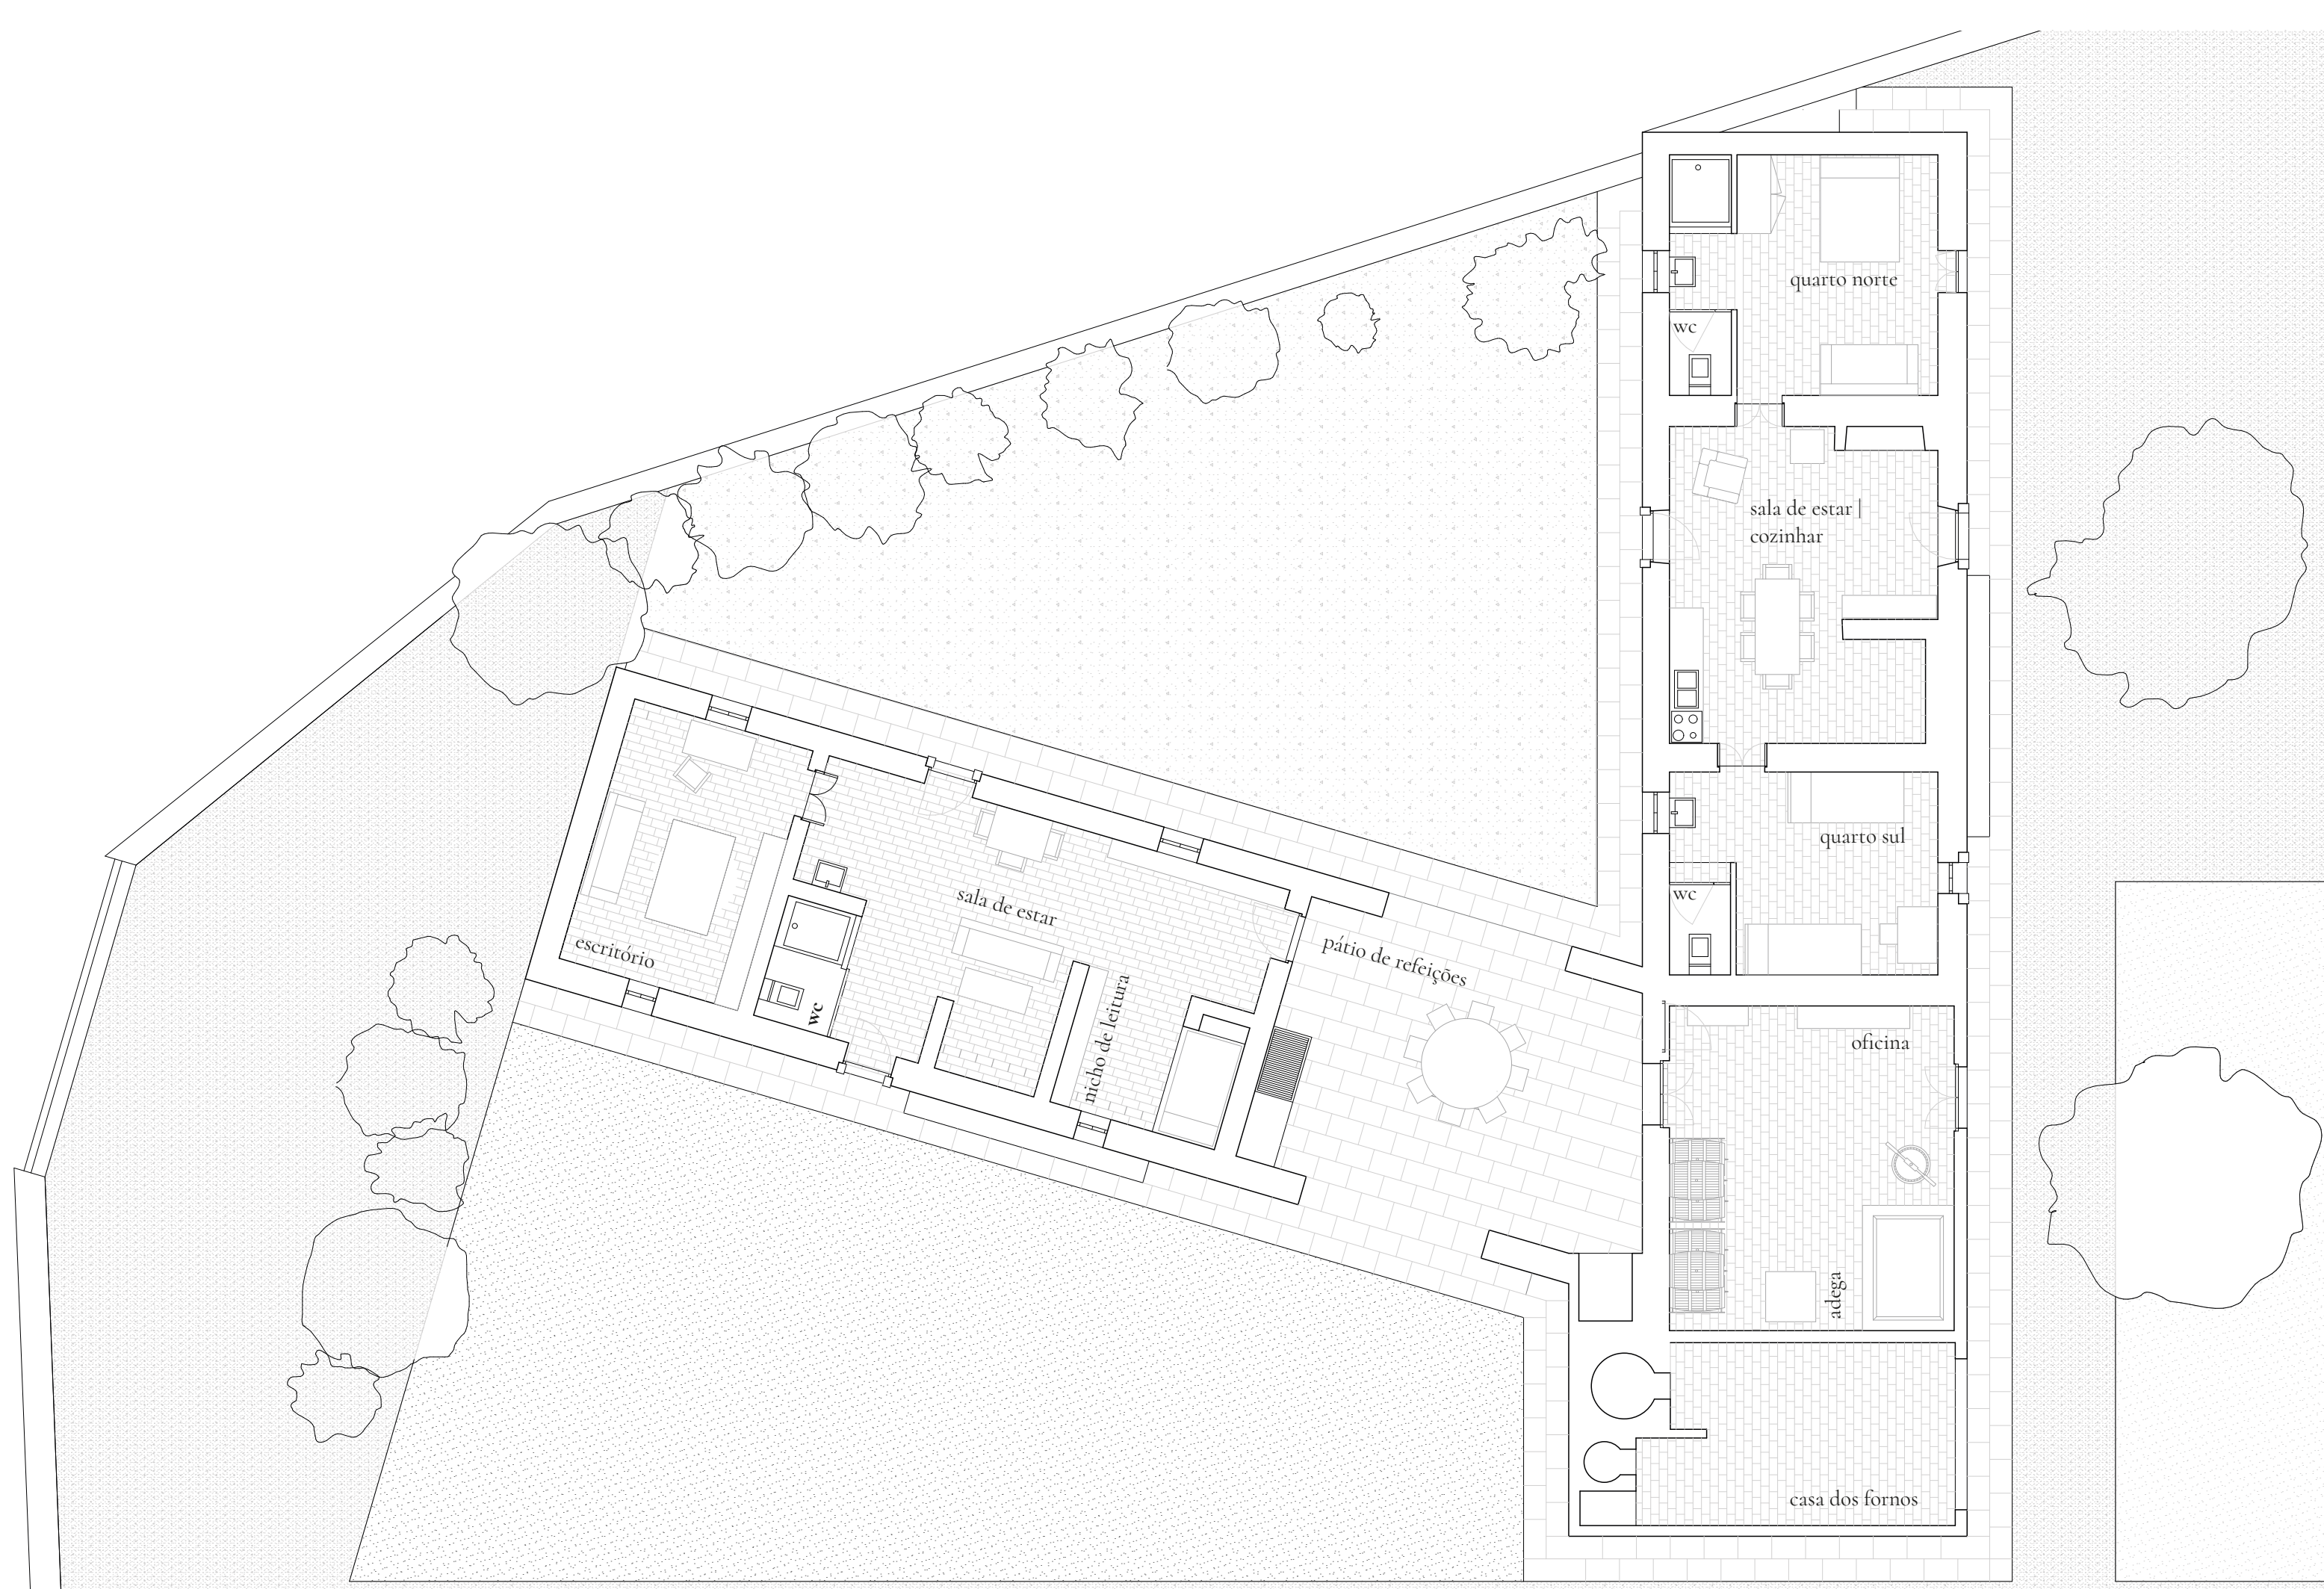 quarto norte
wc
sala de estar |
cozinhar
quarto sul
wc
sala de estar
escritório
wc
nicho de leitura
pátio de refeições
oficina
adega
casa dos fornos